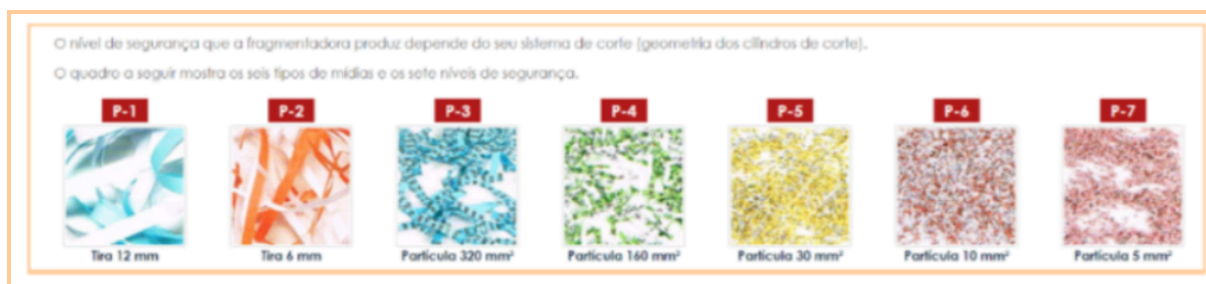 O nível de segurança que a fragmentadora produz depende do seu sistema de corte (geometria dos cilindros de corte).
O quadro a seguir mostra os seis tipos de mídias e os sete níveis de segurança.
P-1 P-2 P-3 P-4 P-5 P-6 P-7
Tira 12 mm Tira 6 mm Partícula 320 mm² Partícula 160 mm² Partícula 30 mm² Partícula 10 mm² Partícula 5 mm²